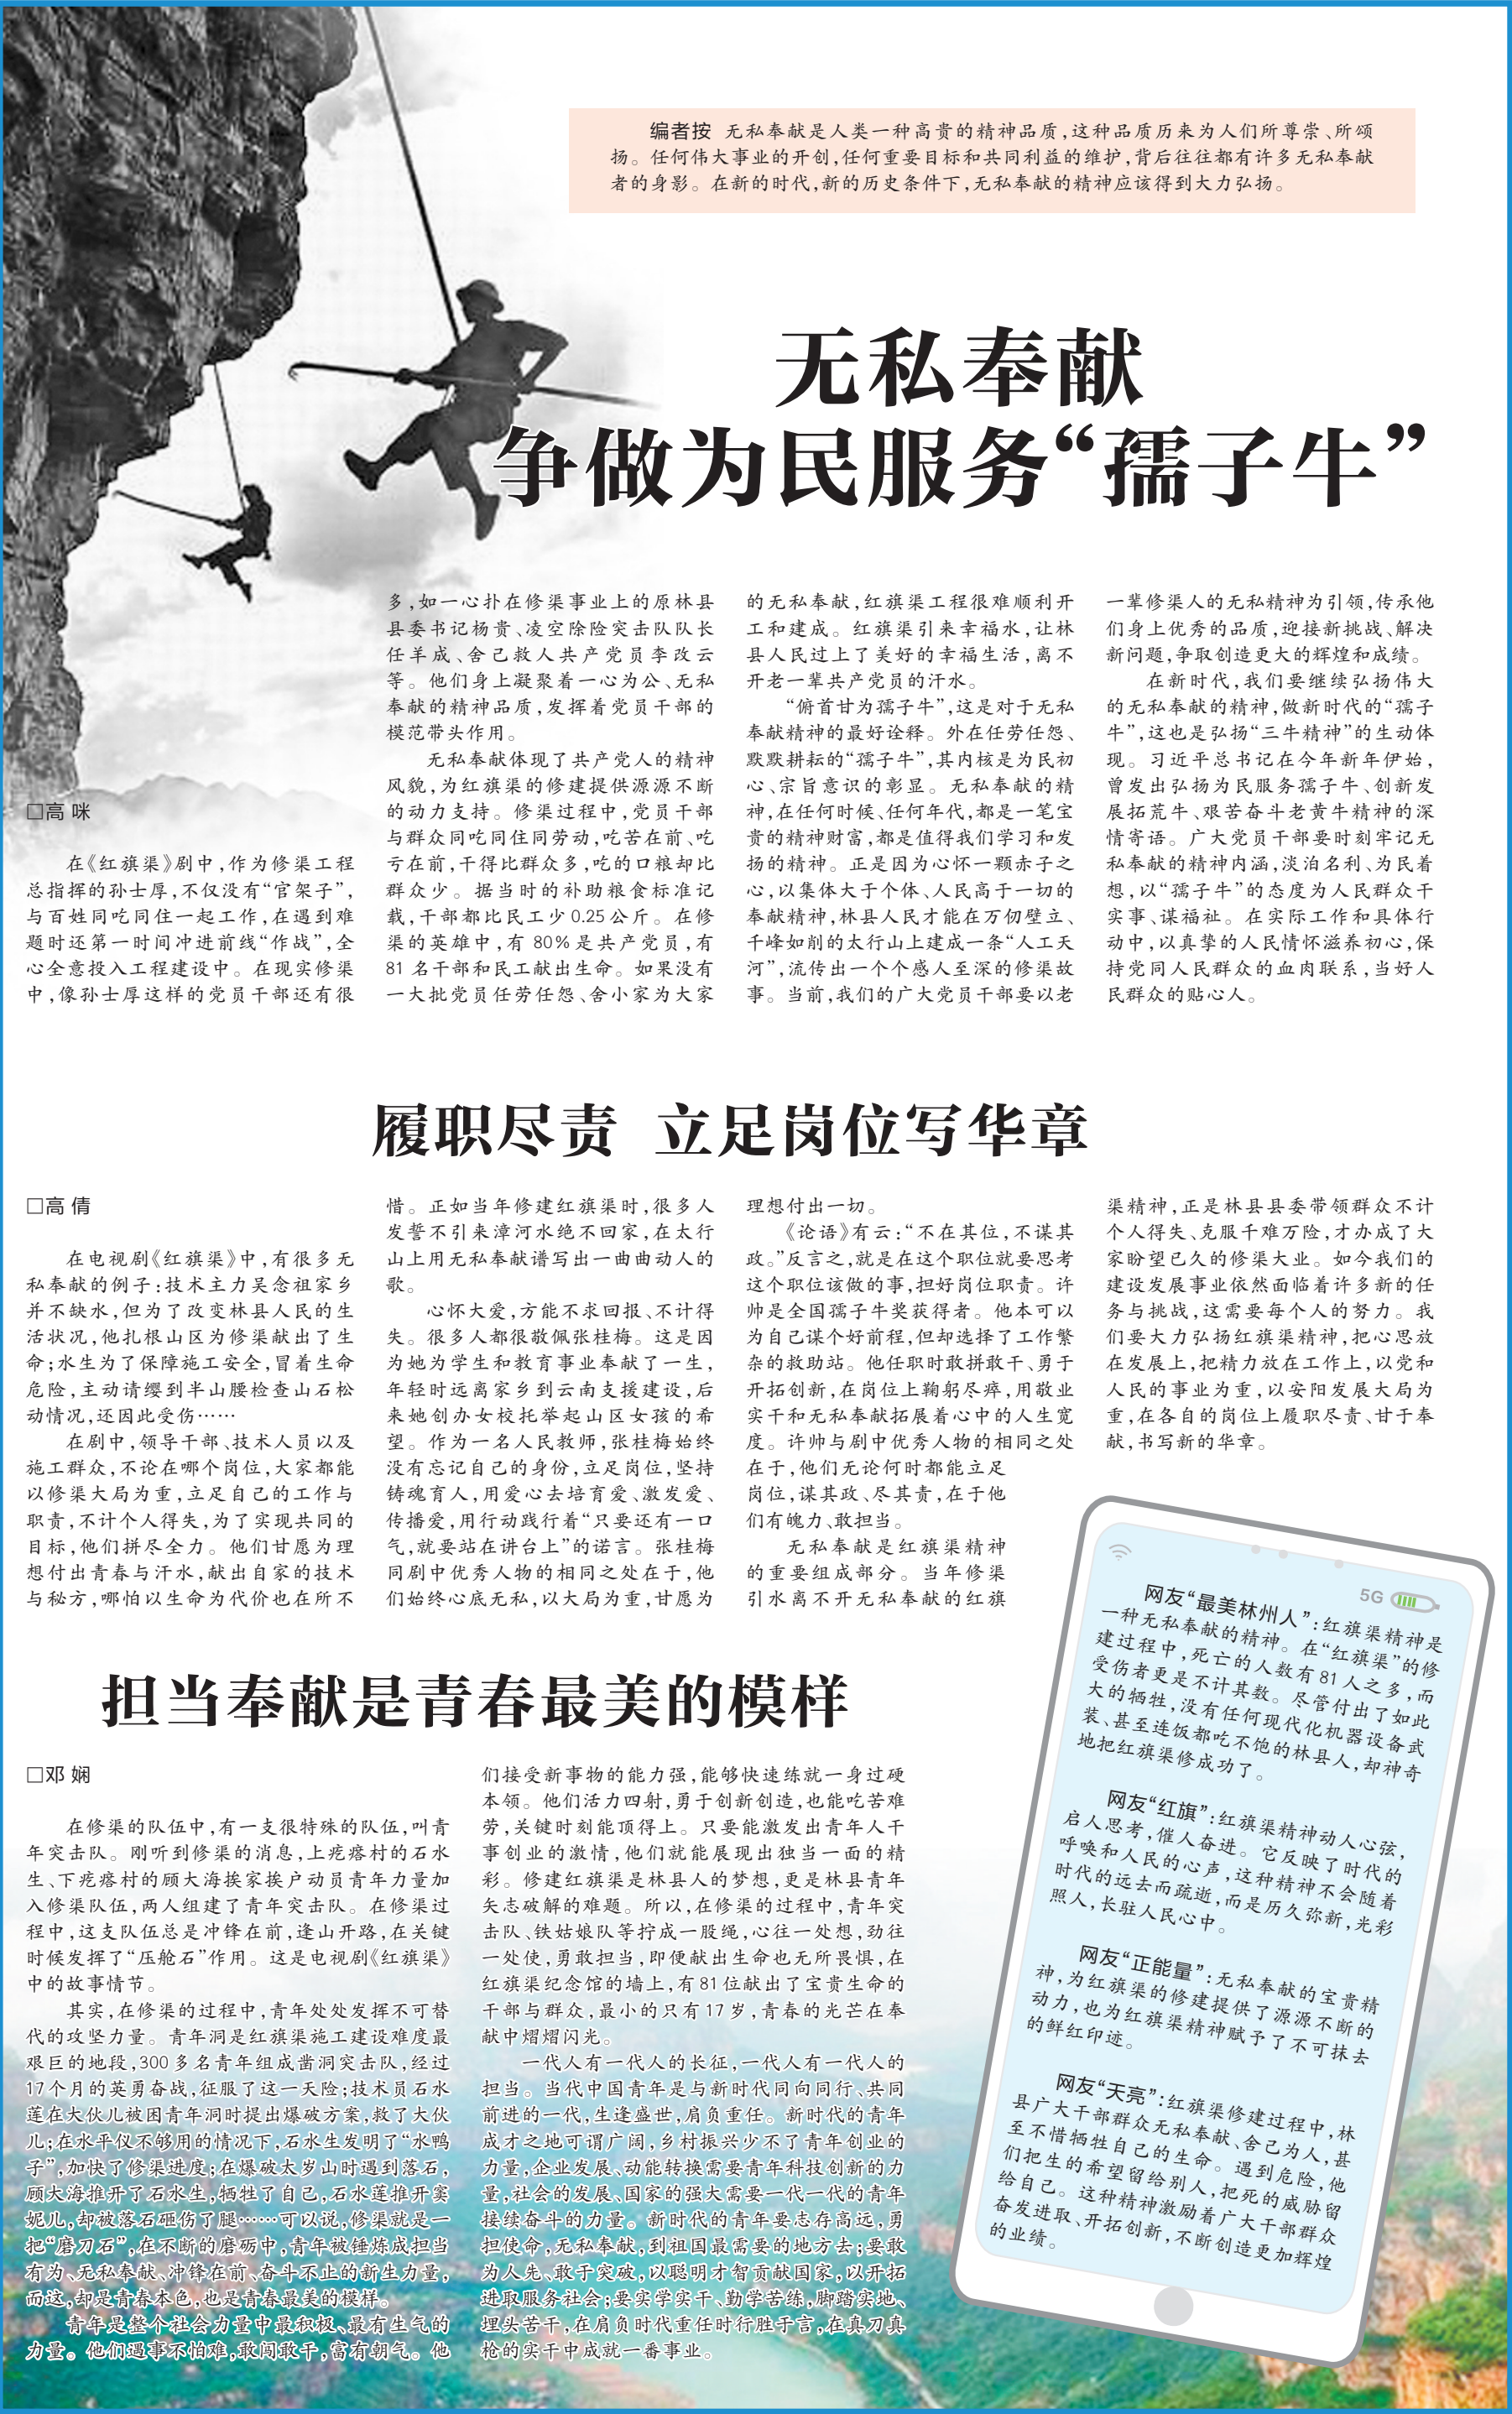 编者按 无私奉献是人类一种高贵的精神品质,这种品质历来为人们所尊崇、所颂
扬。任何伟大事业的开创,任何重要目标和共同利益的维护,背后往往都有许多无私奉献
者的身影。在新的时代,新的历史条件下,无私奉献的精神应该得到大力弘扬。
无私奉献
争做为民服务“孺子牛”
□高 咪
在《红旗渠》剧中,作为修渠工程
总指挥的孙士厚,不仅没有“官架子”,
与百姓同吃同住一起工作,在遇到难
题时还第一时间冲进前线“作战”,全
心全意投入工程建设中。在现实修渠
中,像孙士厚这样的党员干部还有很
多,如一心扑在修渠事业上的原林县
县委书记杨贵、凌空除险突击队队长
任羊成、舍己救人共产党员李改云
等。他们身上凝聚着一心为公、无私
奉献的精神品质,发挥着党员干部的
模范带头作用。
无私奉献体现了共产党人的精神
风貌,为红旗渠的修建提供源源不断
的动力支持。修渠过程中,党员干部
与群众同吃同住同劳动,吃苦在前、吃
亏在前,干得比群众多,吃的口粮却比
群众少。据当时的补助粮食标准记
载,干部都比民工少0.25公斤。在修
渠的英雄中,有80%是共产党员,有
81名干部和民工献出生命。如果没有
一大批党员任劳任怨、舍小家为大家
的无私奉献,红旗渠工程很难顺利开
工和建成。红旗渠引来幸福水,让林
县人民过上了美好的幸福生活,离不
开老一辈共产党员的汗水。
“俯首甘为孺子牛”,这是对于无私
奉献精神的最好诠释。外在任劳任怨、
默默耕耘的“孺子牛”,其内核是为民初
心、宗旨意识的彰显。无私奉献的精
神,在任何时候、任何年代,都是一笔宝
贵的精神财富,都是值得我们学习和发
扬的精神。正是因为心怀一颗赤子之
心,以集体大于个体、人民高于一切的
奉献精神,林县人民才能在万仞壁立、
千峰如削的太行山上建成一条“人工天
河”,流传出一个个感人至深的修渠故
事。当前,我们的广大党员干部要以老
一辈修渠人的无私精神为引领,传承他
们身上优秀的品质,迎接新挑战、解决
新问题,争取创造更大的辉煌和成绩。
在新时代,我们要继续弘扬伟大
的无私奉献的精神,做新时代的“孺子
牛”,这也是弘扬“三牛精神”的生动体
现。习近平总书记在今年新年伊始,
曾发出弘扬为民服务孺子牛、创新发
展拓荒牛、艰苦奋斗老黄牛精神的深
情寄语。广大党员干部要时刻牢记无
私奉献的精神内涵,淡泊名利、为民着
想,以“孺子牛”的态度为人民群众干
实事、谋福祉。在实际工作和具体行
动中,以真挚的人民情怀滋养初心,保
持党同人民群众的血肉联系,当好人
民群众的贴心人。
履职尽责 立足岗位写华章
□高 倩
在电视剧《红旗渠》中,有很多无
私奉献的例子:技术主力吴念祖家乡
并不缺水,但为了改变林县人民的生
活状况,他扎根山区为修渠献出了生
命;水生为了保障施工安全,冒着生命
危险,主动请缨到半山腰检查山石松
动情况,还因此受伤……
在剧中,领导干部、技术人员以及
施工群众,不论在哪个岗位,大家都能
以修渠大局为重,立足自己的工作与
职责,不计个人得失,为了实现共同的
目标,他们拼尽全力。他们甘愿为理
想付出青春与汗水,献出自家的技术
与秘方,哪怕以生命为代价也在所不
惜。正如当年修建红旗渠时,很多人
发誓不引来漳河水绝不回家,在太行
山上用无私奉献谱写出一曲曲动人的
歌。
心怀大爱,方能不求回报、不计得
失。很多人都很敬佩张桂梅。这是因
为她为学生和教育事业奉献了一生,
年轻时远离家乡到云南支援建设,后
来她创办女校托举起山区女孩的希
望。作为一名人民教师,张桂梅始终
没有忘记自己的身份,立足岗位,坚持
铸魂育人,用爱心去培育爱、激发爱、
传播爱,用行动践行着“只要还有一口
气,就要站在讲台上”的诺言。张桂梅
同剧中优秀人物的相同之处在于,他
们始终心底无私,以大局为重,甘愿为
理想付出一切。
《论语》有云:“不在其位,不谋其
政。”反言之,就是在这个职位就要思考
这个职位该做的事,担好岗位职责。许
帅是全国孺子牛奖获得者。他本可以
为自己谋个好前程,但却选择了工作繁
杂的救助站。他任职时敢拼敢干、勇于
开拓创新,在岗位上鞠躬尽瘁,用敬业
实干和无私奉献拓展着心中的人生宽
度。许帅与剧中优秀人物的相同之处
在于,他们无论何时都能立足
岗位,谋其政、尽其责,在于他
们有魄力、敢担当。
无私奉献是红旗渠精神
的重要组成部分。当年修渠
引水离不开无私奉献的红旗
渠精神,正是林县县委带领群众不计
个人得失、克服千难万险,才办成了大
家盼望已久的修渠大业。如今我们的
建设发展事业依然面临着许多新的任
务与挑战,这需要每个人的努力。我
们要大力弘扬红旗渠精神,把心思放
在发展上,把精力放在工作上,以党和
人民的事业为重,以安阳发展大局为
重,在各自的岗位上履职尽责、甘于奉
献,书写新的华章。
担当奉献是青春最美的模样
□邓 娴
在修渠的队伍中,有一支很特殊的队伍,叫青
年突击队。刚听到修渠的消息,上疙瘩村的石水
生、下疙瘩村的顾大海挨家挨户动员青年力量加
入修渠队伍,两人组建了青年突击队。在修渠过
程中,这支队伍总是冲锋在前,逢山开路,在关键
时候发挥了“压舱石”作用。这是电视剧《红旗渠》
中的故事情节。
其实,在修渠的过程中,青年处处发挥不可替
代的攻坚力量。青年洞是红旗渠施工建设难度最
艰巨的地段,300多名青年组成凿洞突击队,经过
17个月的英勇奋战,征服了这一天险;技术员石水
莲在大伙儿被困青年洞时提出爆破方案,救了大伙
儿;在水平仪不够用的情况下,石水生发明了“水鸭
子”,加快了修渠进度;在爆破太岁山时遇到落石,
顾大海推开了石水生,牺牲了自己,石水莲推开窦
妮儿,却被落石砸伤了腿……可以说,修渠就是一
把“磨刀石”,在不断的磨砺中,青年被锤炼成担当
有为、无私奉献、冲锋在前、奋斗不止的新生力量,
而这,却是青春本色,也是青春最美的模样。
青年是整个社会力量中最积极、最有生气的
力量。他们遇事不怕难,敢闯敢干,富有朝气。他
们接受新事物的能力强,能够快速练就一身过硬
本领。他们活力四射,勇于创新创造,也能吃苦难
劳,关键时刻能顶得上。只要能激发出青年人干
事创业的激情,他们就能展现出独当一面的精
彩。修建红旗渠是林县人的梦想,更是林县青年
矢志破解的难题。所以,在修渠的过程中,青年突
击队、铁姑娘队等拧成一股绳,心往一处想,劲往
一处使,勇敢担当,即便献出生命也无所畏惧,在
红旗渠纪念馆的墙上,有81位献出了宝贵生命的
干部与群众,最小的只有17岁,青春的光芒在奉
献中熠熠闪光。
一代人有一代人的长征,一代人有一代人的
担当。当代中国青年是与新时代同向同行、共同
前进的一代,生逢盛世,肩负重任。新时代的青年
成才之地可谓广阔,乡村振兴少不了青年创业的
力量,企业发展、动能转换需要青年科技创新的力
量,社会的发展、国家的强大需要一代一代的青年
接续奋斗的力量。新时代的青年要志存高远,勇
担使命,无私奉献,到祖国最需要的地方去;要敢
为人先、敢于突破,以聪明才智贡献国家,以开拓
进取服务社会;要实学实干、勤学苦练,脚踏实地、
埋头苦干,在肩负时代重任时行胜于言,在真刀真
枪的实干中成就一番事业。
5G
网友“最美林州人”:红旗渠精神是
一种无私奉献的精神。在“红旗渠”的修
建过程中,死亡的人数有81人之多,而
受伤者更是不计其数。尽管付出了如此
大的牺牲,没有任何现代化机器设备武
装、甚至连饭都吃不饱的林县人,却神奇
地把红旗渠修成功了。
网友“红旗”:红旗渠精神动人心弦,
启人思考,催人奋进。它反映了时代的
呼唤和人民的心声,这种精神不会随着
时代的远去而疏逝,而是历久弥新,光彩
照人,长驻人民心中。
网友“正能量”:无私奉献的宝贵精
神,为红旗渠的修建提供了源源不断的
动力,也为红旗渠精神赋予了不可抹去
的鲜红印迹。
网友“天亮”:红旗渠修建过程中,林
县广大干部群众无私奉献、舍己为人,甚
至不惜牺牲自己的生命。遇到危险,他
们把生的希望留给别人,把死的威胁留
给自己。这种精神激励着广大干部群众
奋发进取、开拓创新,不断创造更加辉煌
的业绩。